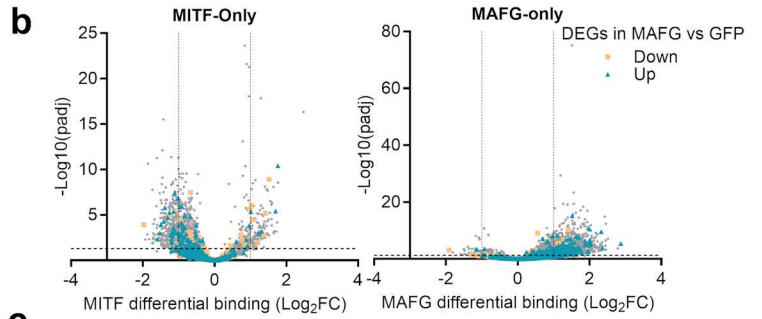 b
MITF-Only
MAFG-only
DEGs in MAFG vs GFP
Down
Up
-Log10(padj)
25
20
15
10
5
-4
-2
0
2
4
MITF differential binding (Log2FC)
-Log10(padj)
80
60
40
20
-4
-2
0
2
4
MAFG differential binding (Log2FC)